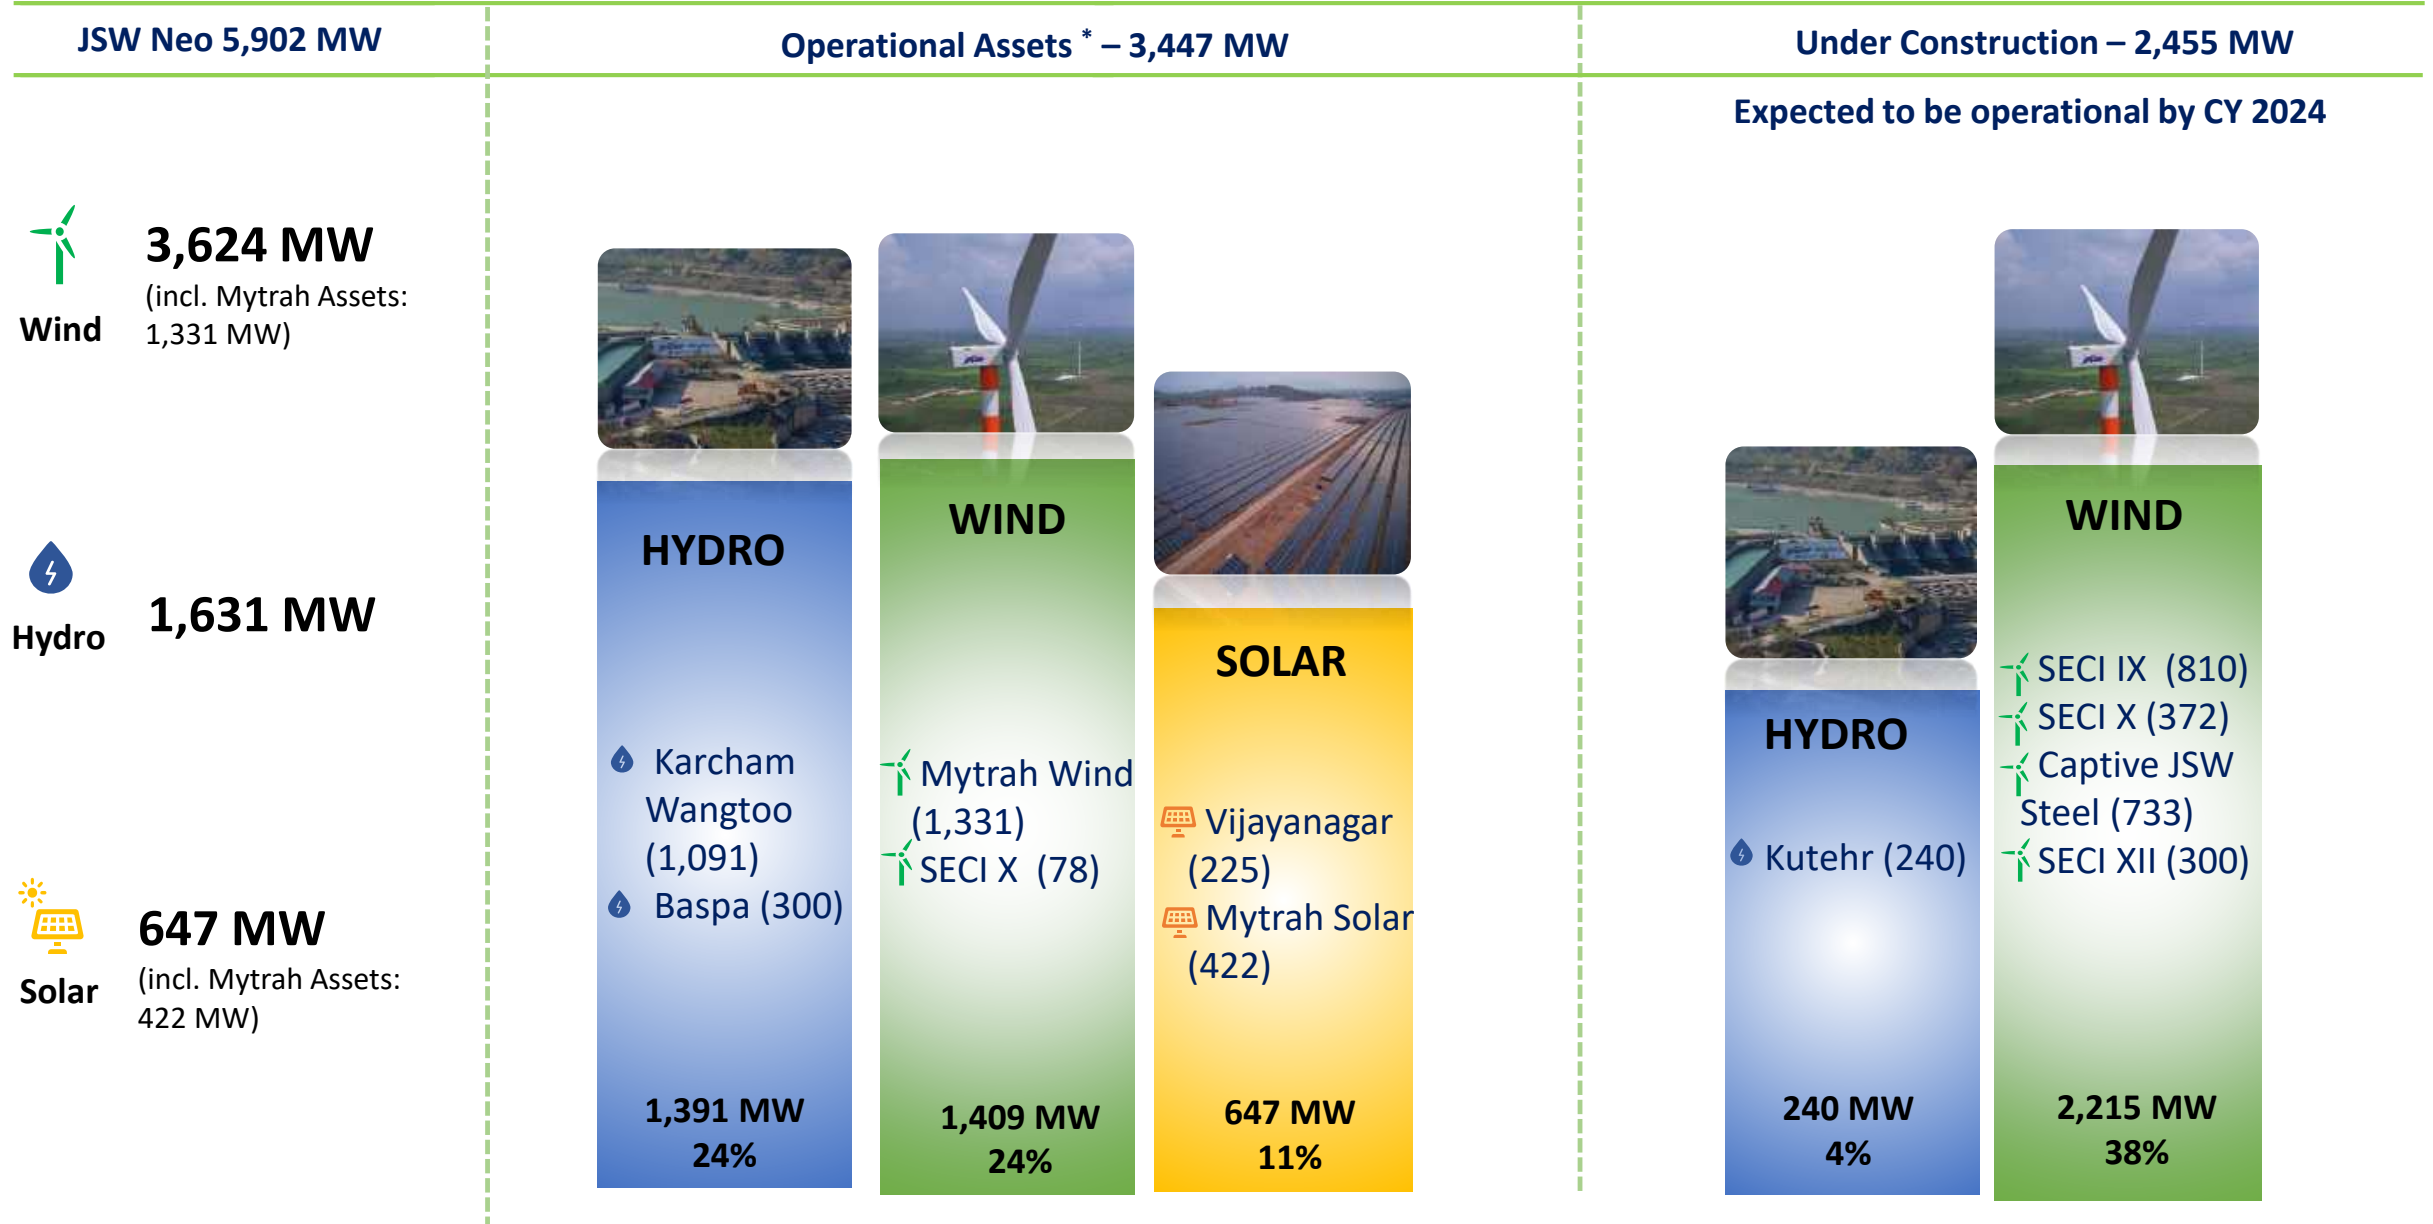 JSW Neo 5,902 MW
Operational Assets * – 3,447 MW
Under Construction – 2,455 MW
Expected to be operational by CY 2024
Wind
3,624 MW
(incl. Mytrah Assets:
1,331 MW)
Hydro
1,631 MW
Solar
647 MW
(incl. Mytrah Assets:
422 MW)
HYDRO
Karcham
Wangtoo
(1,091)
Baspa (300)
1,391 MW
24%
WIND
Mytrah Wind
(1,331)
SECI X (78)
1,409 MW
24%
SOLAR
Vijayanagar
(225)
Mytrah Solar
(422)
647 MW
11%
HYDRO
Kutehr (240)
240 MW
4%
WIND
SECI IX (810)
SECI X (372)
Captive JSW
Steel (733)
SECI XII (300)
2,215 MW
38%